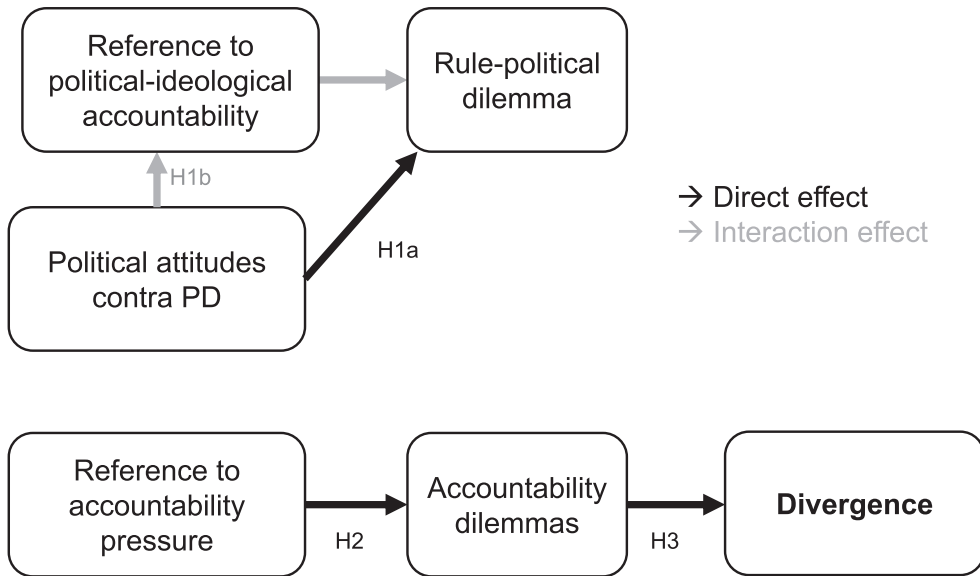 Reference to
political-ideological
accountability
Rule-political
dilemma
H1b
→ Direct effect
→ Interaction effect
H1a
Political attitudes
contra PD
Reference to
accountability
pressure
H2
Accountability
dilemmas
H3
Divergence